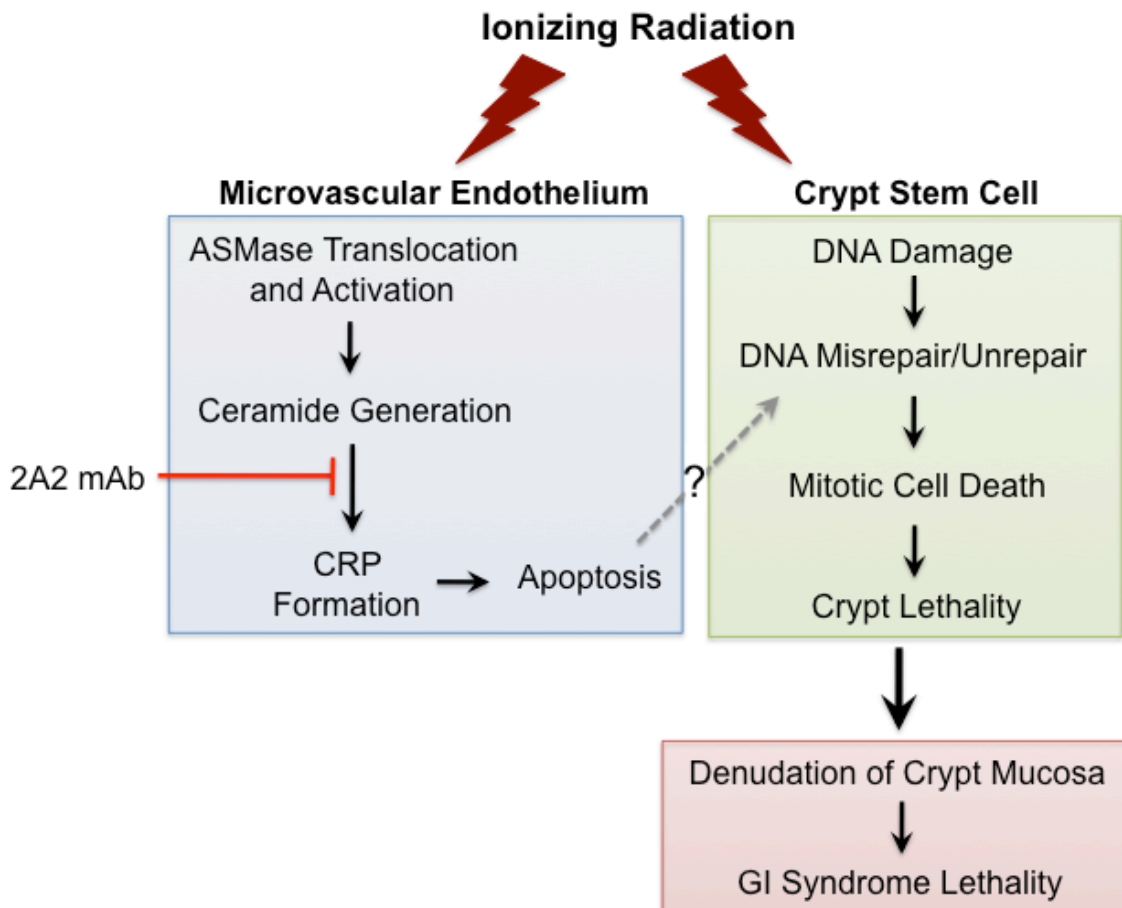 Ionizing Radiation
Microvascular Endothelium
ASMase Translocation
and Activation
Ceramide Generation
2A2 mAb
CRP
Formation
Apoptosis
?
Crypt Stem Cell
DNA Damage
DNA Misrepair/Unrepair
Mitotic Cell Death
Crypt Lethality
Denudation of Crypt Mucosa
GI Syndrome Lethality